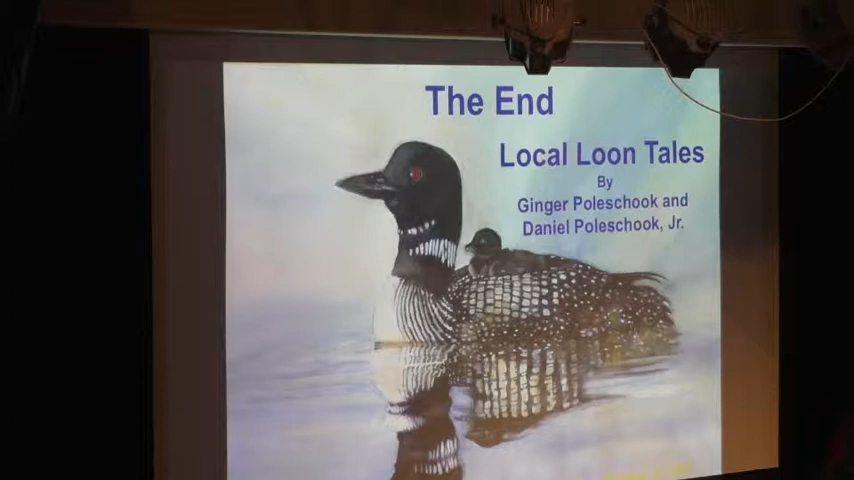 The End
Local Loon Tales
By
Ginger Poleschook and
Daniel Poleschook, Jr.